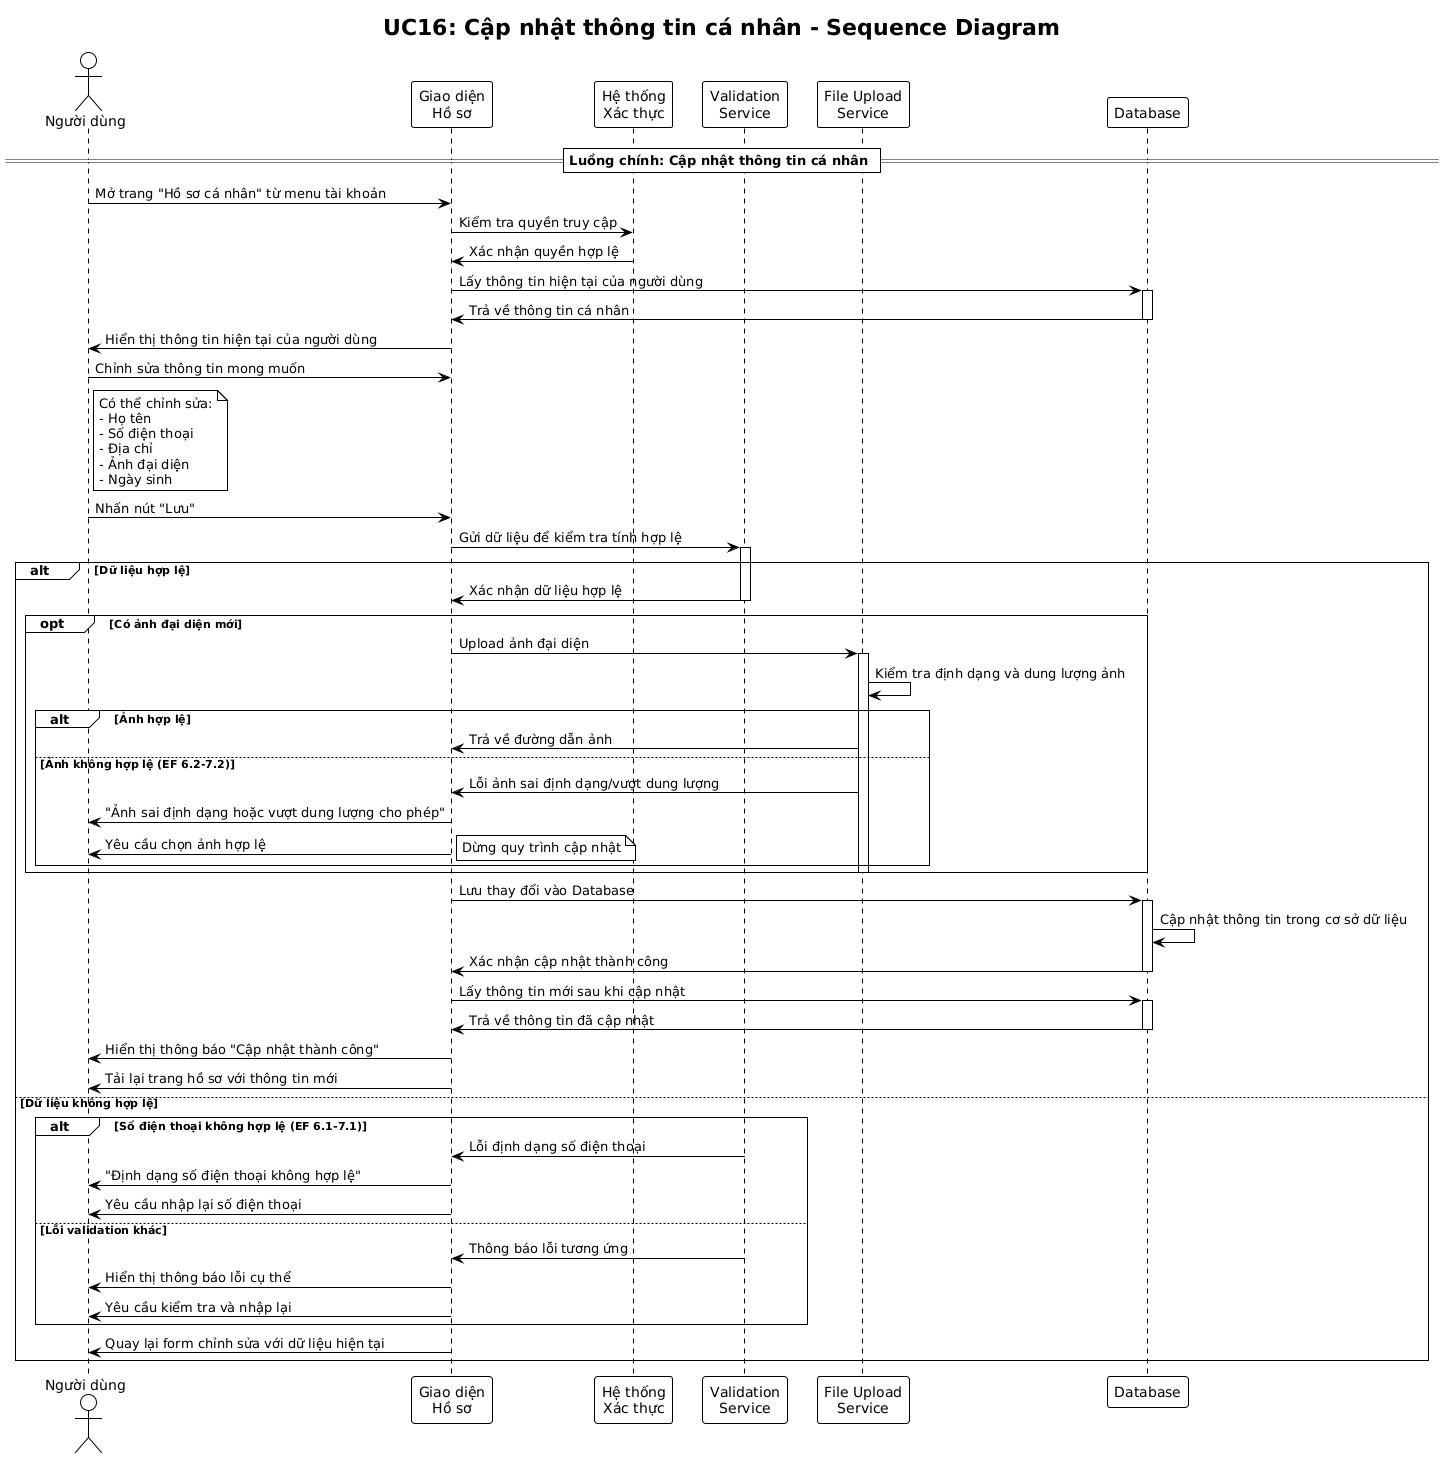 UC16: Cập nhật thông tin cá nhân - Sequence Diagram
Người dùng
Giao diện
Hồ sơ
Hệ thống
Xác thực
Validation
Service
File Upload
Service
Database
Luồng chính: Cập nhật thông tin cá nhân
Mở trang "Hồ sơ cá nhân" từ menu tài khoản
Kiểm tra quyền truy cập
Xác nhận quyền hợp lệ
Lấy thông tin hiện tại của người dùng
Trả về thông tin cá nhân
Hiển thị thông tin hiện tại của người dùng
Chỉnh sửa thông tin mong muốn
Có thể chỉnh sửa:
- Họ tên
- Số điện thoại
- Địa chỉ
- Ảnh đại diện
- Ngày sinh
Nhấn nút "Lưu"
Gửi dữ liệu để kiểm tra tính hợp lệ
alt [Dữ liệu hợp lệ]
Xác nhận dữ liệu hợp lệ
opt [Có ảnh đại diện mới]
Upload ảnh đại diện
Kiểm tra định dạng và dung lượng ảnh
alt [Ảnh hợp lệ]
Trả về đường dẫn ảnh
[Ảnh không hợp lệ (EF 6.2-7.2)]
Lỗi ảnh sai định dạng/vượt dung lượng
"Ảnh sai định dạng hoặc vượt dung lượng cho phép"
Yêu cầu chọn ảnh hợp lệ
Dừng quy trình cập nhật
Lưu thay đổi vào Database
Cập nhật thông tin trong cơ sở dữ liệu
Xác nhận cập nhật thành công
Lấy thông tin mới sau khi cập nhật
Trả về thông tin đã cập nhật
Hiển thị thông báo "Cập nhật thành công"
Tải lại trang hồ sơ với thông tin mới
[Dữ liệu không hợp lệ]
alt [Số điện thoại không hợp lệ (EF 6.1-7.1)]
Lỗi định dạng số điện thoại
"Định dạng số điện thoại không hợp lệ"
Yêu cầu nhập lại số điện thoại
[Lỗi validation khác]
Thông báo lỗi tương ứng
Hiển thị thông báo lỗi cụ thể
Yêu cầu kiểm tra và nhập lại
Quay lại form chỉnh sửa với dữ liệu hiện tại
Người dùng
Giao diện
Hồ sơ
Hệ thống
Xác thực
Validation
Service
File Upload
Service
Database